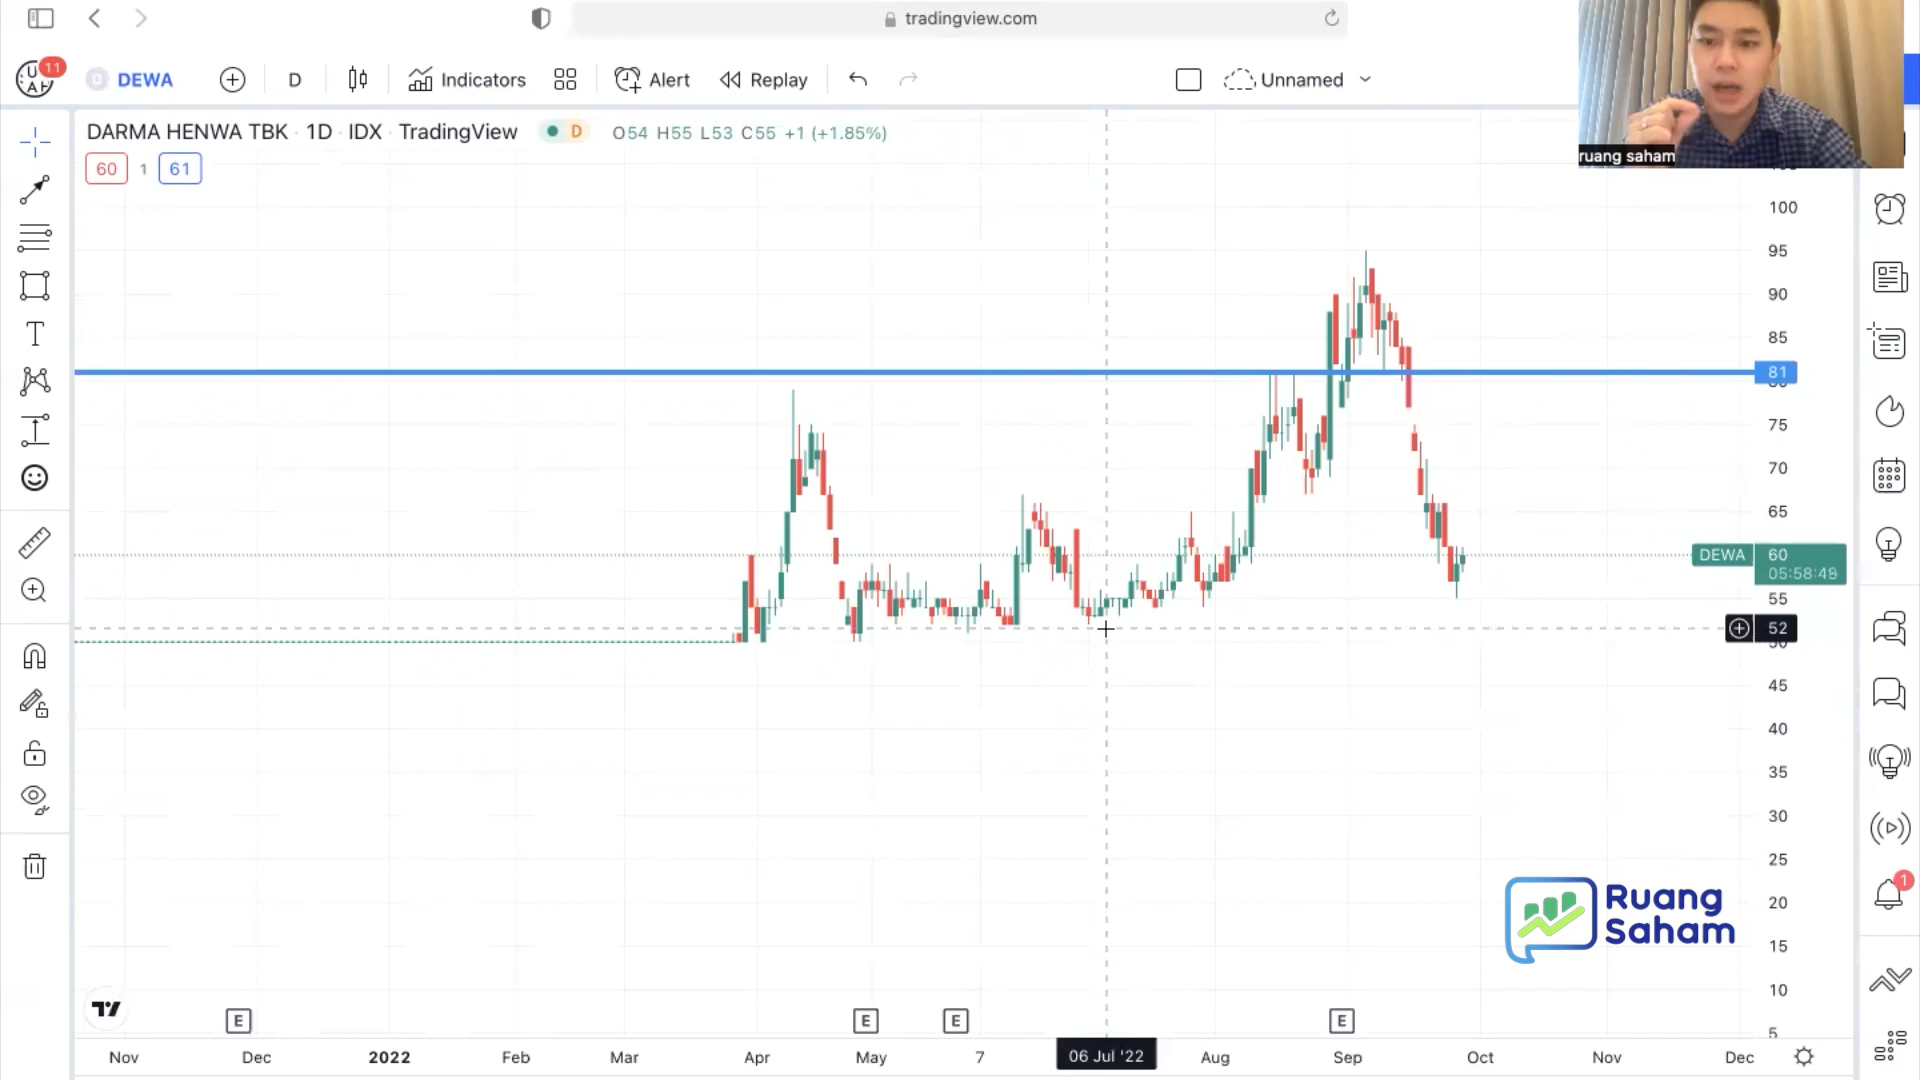 tradingview.com
11
D DEWA
D
Indicators
Alert
Replay
Unnamed
ruang saham
DARMA HENWA TBK · 1D · IDX · TradingView
D
O54 H55 L53 C55 +1 (+1.85%)
60 1 61
100
95
90
85
81
75
70
65
DEWA 60
05:58:49
55
52
45
40
35
30
25
20
15
10
5
Ruang
Saham
1
E
E
E
E
Nov
Dec
2022
Feb
Mar
Apr
May
7
06 Jul '22
Aug
Sep
Oct
Nov
Dec